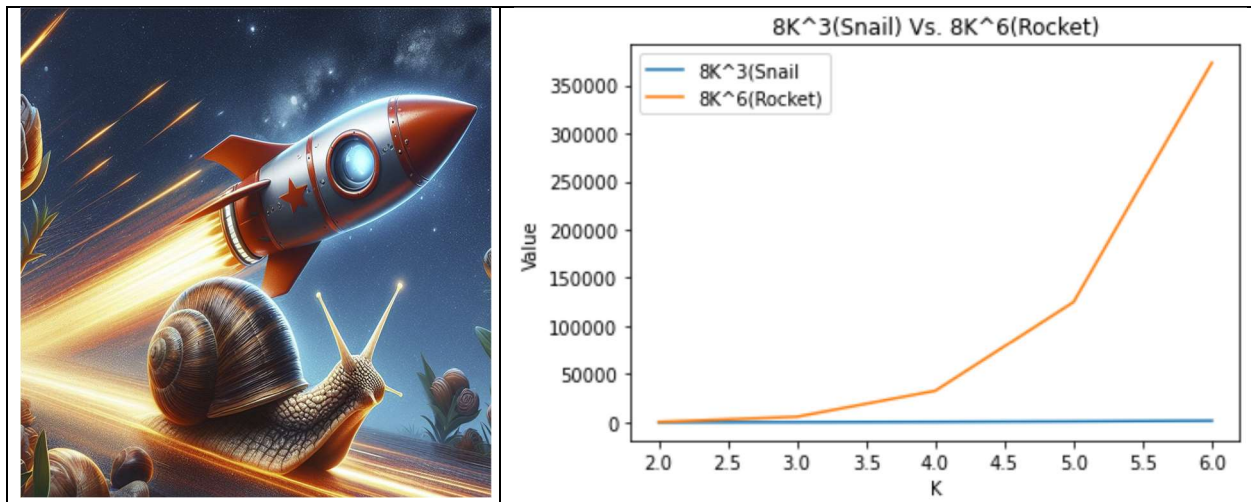 8K^3(Snail) Vs. 8K^6(Rocket)
8K^3(Snail
8K^6(Rocket)
350000
300000
250000
200000
150000
100000
50000
0
Value
2.0 2.5 3.0 3.5 4.0 4.5 5.0 5.5 6.0
K